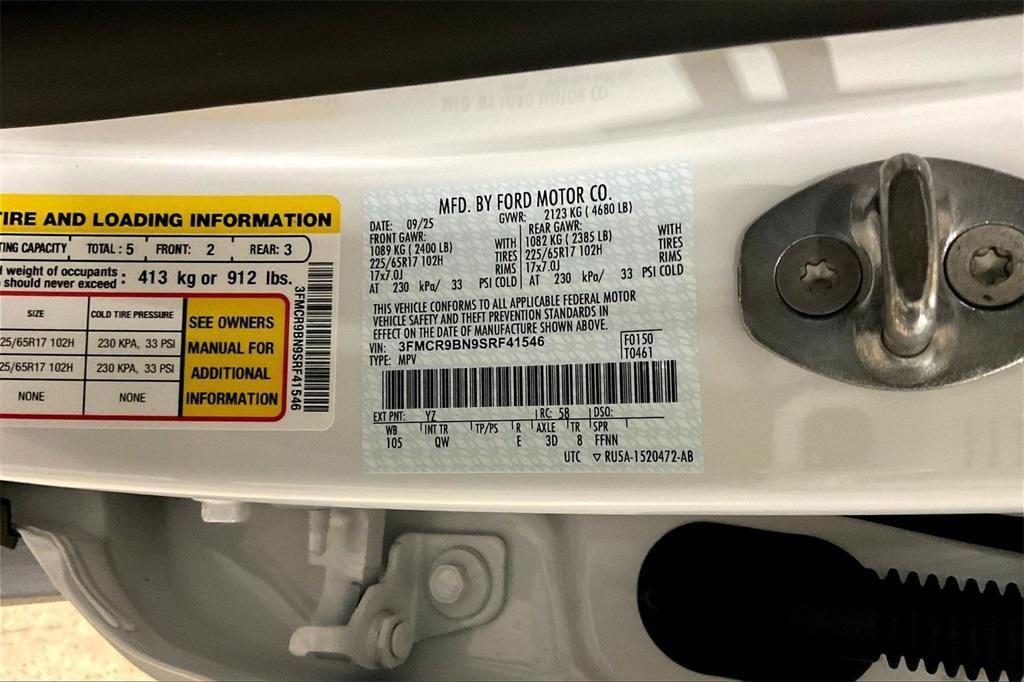 TIRE AND LOADING INFORMATION
TING CAPACITY TOTAL : 5 FRONT: 2 REAR: 3
d weight of occupants
should never exceed : 413 kg or 912 lbs.
SIZE COLD TIRE PRESSURE
25/65R17 102H 230 KPA, 33 PSI
25/65R17 102H 230 KPA, 33 PSI
NONE NONE
SEE OWNERS
MANUAL FOR
ADDITIONAL
INFORMATION
3FMCR9BN9SRF41546
MFD. BY FORD MOTOR CO.
DATE: 09/25 GVWR: 2123 KG ( 4680 LB)
FRONT GAWR: REAR GAWR:
1089 KG ( 2400 LB) WITH 1082 KG ( 2385 LB) WITH
225/65R17 102H TIRES 225/65R17 102H TIRES
17x7.0J RIMS 17x7.0J RIMS
AT 230 kPa/ 33 PSI COLD AT 230 kPa/ 33 PSI COLD
THIS VEHICLE CONFORMS TO ALL APPLICABLE FEDERAL MOTOR
VEHICLE SAFETY AND THEFT PREVENTION STANDARDS IN
EFFECT ON THE DATE OF MANUFACTURE SHOWN ABOVE.
VIN: 3FMCR9BN9SRF41546 F0150
TYPE: MPV T0461
EXT PNT: YZ RC: 58 DSO:
WB INT TR TP/PS R AXLE TR SPR
105 QW E 3D 8 FFNN
UTC ▽ RU5A-1520472-AB